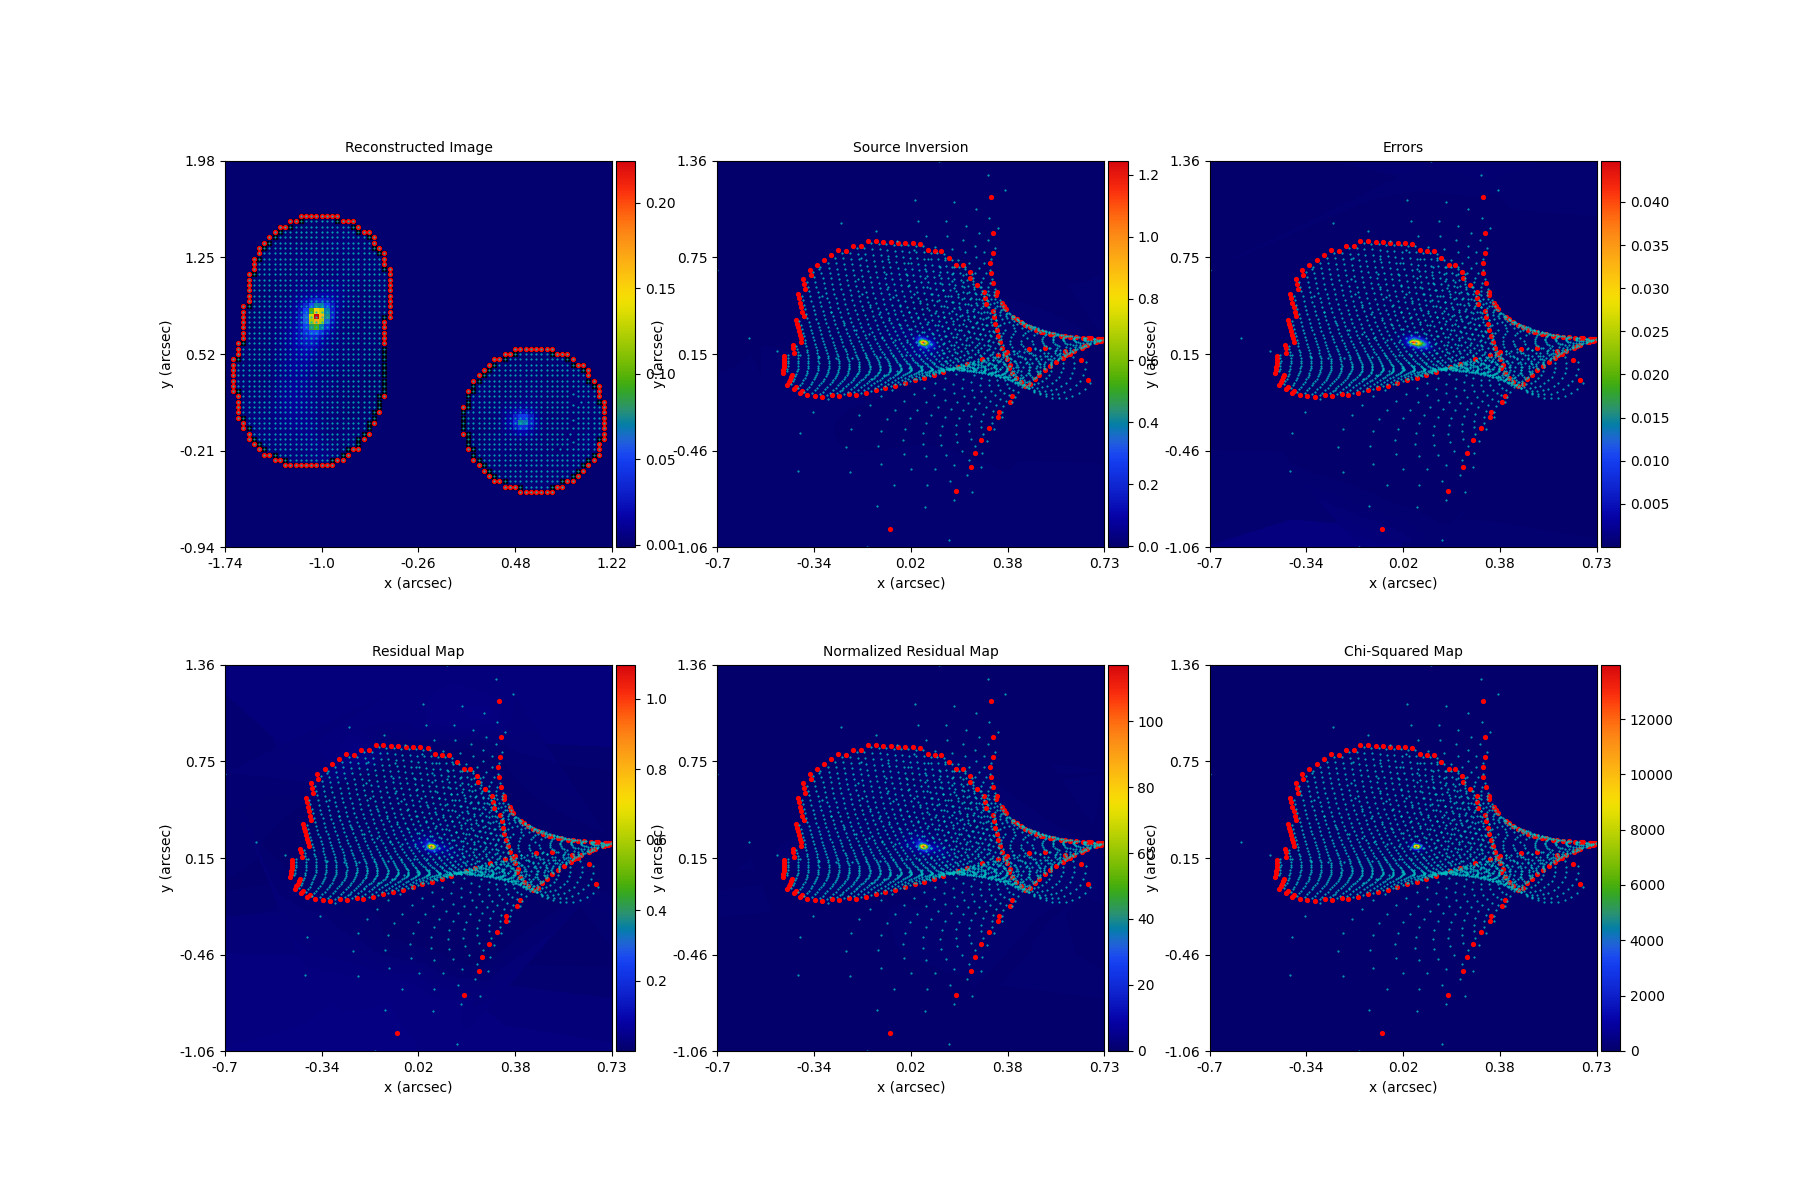 Reconstructed Image
1.98
1.25
0.52
-0.21
-0.94
y (arcsec)
-1.74 -1.0 -0.26 0.48 1.22
x (arcsec)
0.20
0.15
0.10
0.05
0.00
Source Inversion
1.36
0.75
0.15
-0.46
-1.06
y (arcsec)
-0.7 -0.34 0.02 0.38 0.73
x (arcsec)
1.2
1.0
0.8
0.6
0.4
0.2
0.0
Errors
1.36
0.75
0.15
-0.46
-1.06
y (arcsec)
-0.7 -0.34 0.02 0.38 0.73
x (arcsec)
0.040
0.035
0.030
0.025
0.020
0.015
0.010
0.005
Residual Map
1.36
0.75
0.15
-0.46
-1.06
y (arcsec)
-0.7 -0.34 0.02 0.38 0.73
x (arcsec)
1.0
0.8
0.6
0.4
0.2
Normalized Residual Map
1.36
0.75
0.15
-0.46
-1.06
y (arcsec)
-0.7 -0.34 0.02 0.38 0.73
x (arcsec)
100
80
60
40
20
0
Chi-Squared Map
1.36
0.75
0.15
-0.46
-1.06
y (arcsec)
-0.7 -0.34 0.02 0.38 0.73
x (arcsec)
12000
10000
8000
6000
4000
2000
0